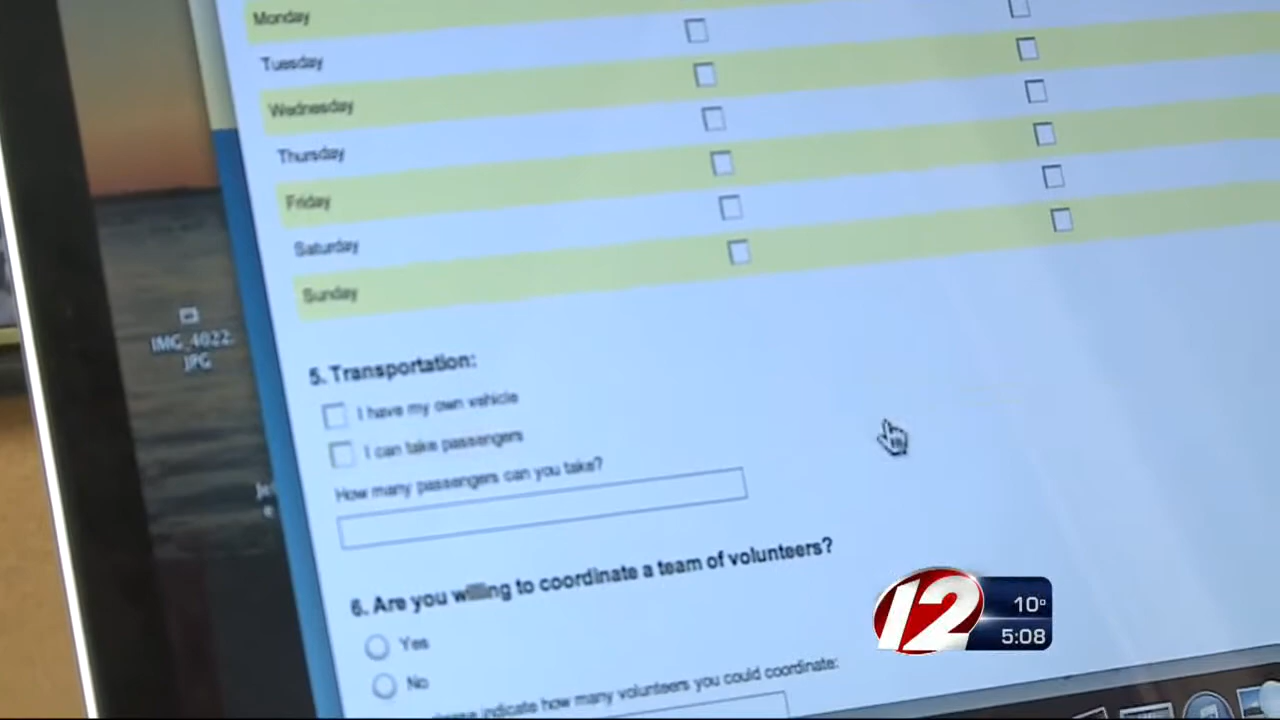 Monday
Tuesday
Wednesday
Thursday
Friday
Saturday
Sunday
IMG_4022.
JPG
5. Transportation:
I have my own vehicle
I can take passengers
How many passengers can you take?
6. Are you willing to coordinate a team of volunteers?
Yes
No
please indicate how many volunteers you could coordinate:
12
10°
5:08